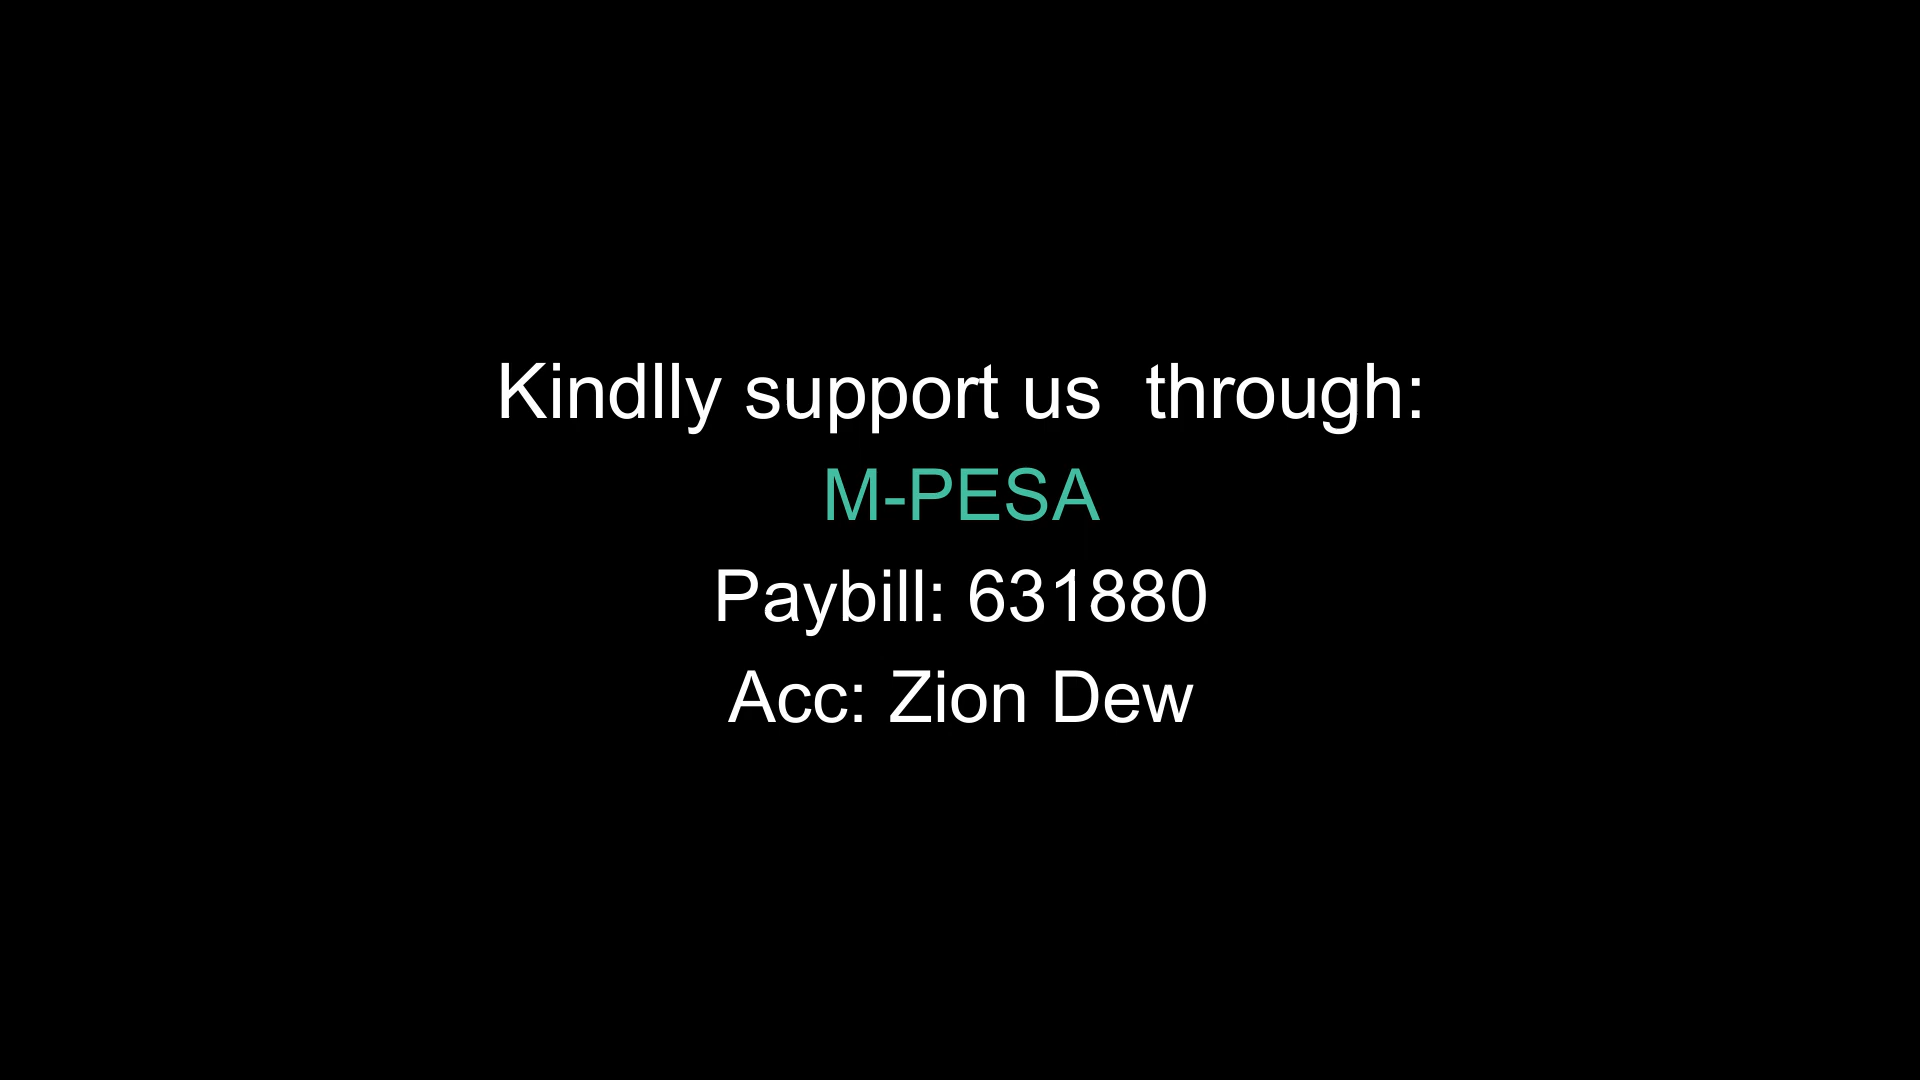 Kindlly support us  through:
M-PESA
Paybill: 631880
Acc: Zion Dew